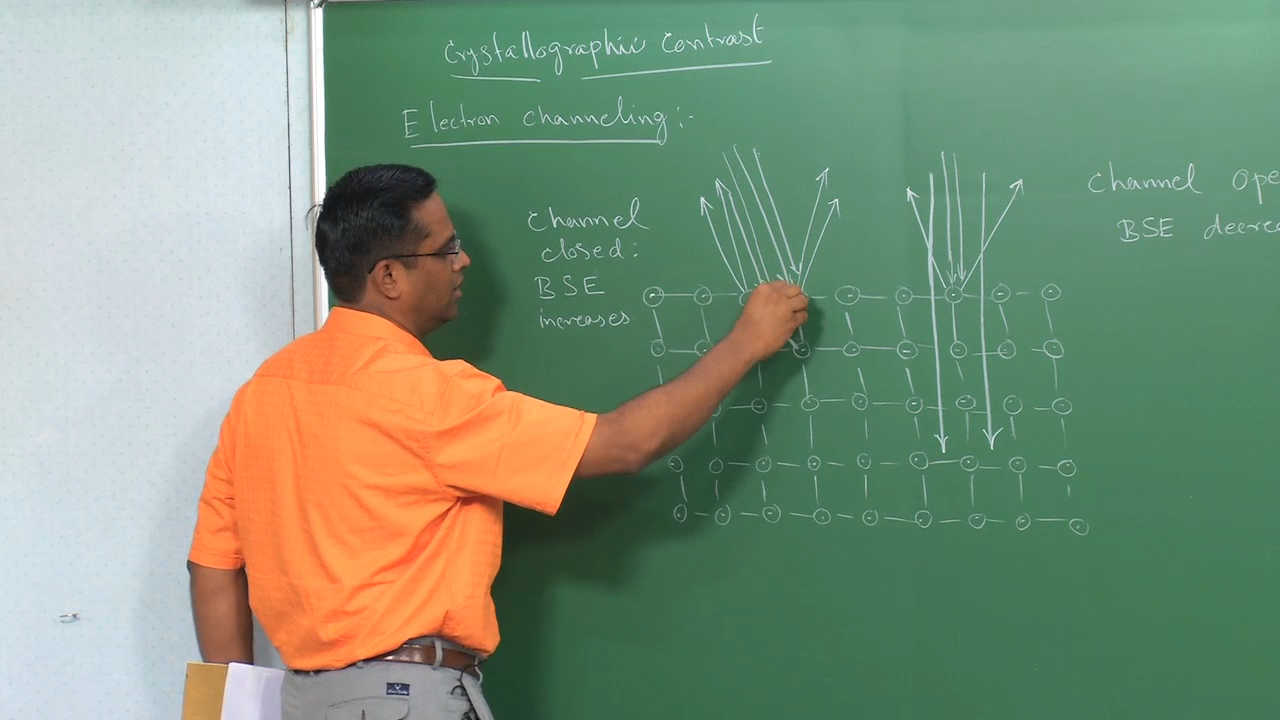 Crystallographic Contrast
Electron channeling:-
Channel
closed:
BSE
increases
Channel Ope
BSE decrea